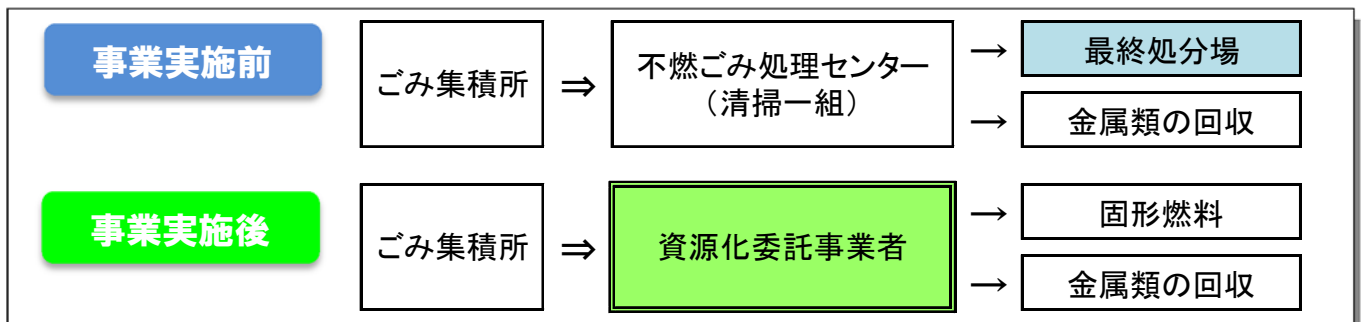 事業実施前
ごみ集積所
⇒
不燃ごみ処理センター
（清掃一組）
→
最終処分場
→
金属類の回収
事業実施後
ごみ集積所
⇒
資源化委託事業者
→
固形燃料
→
金属類の回収